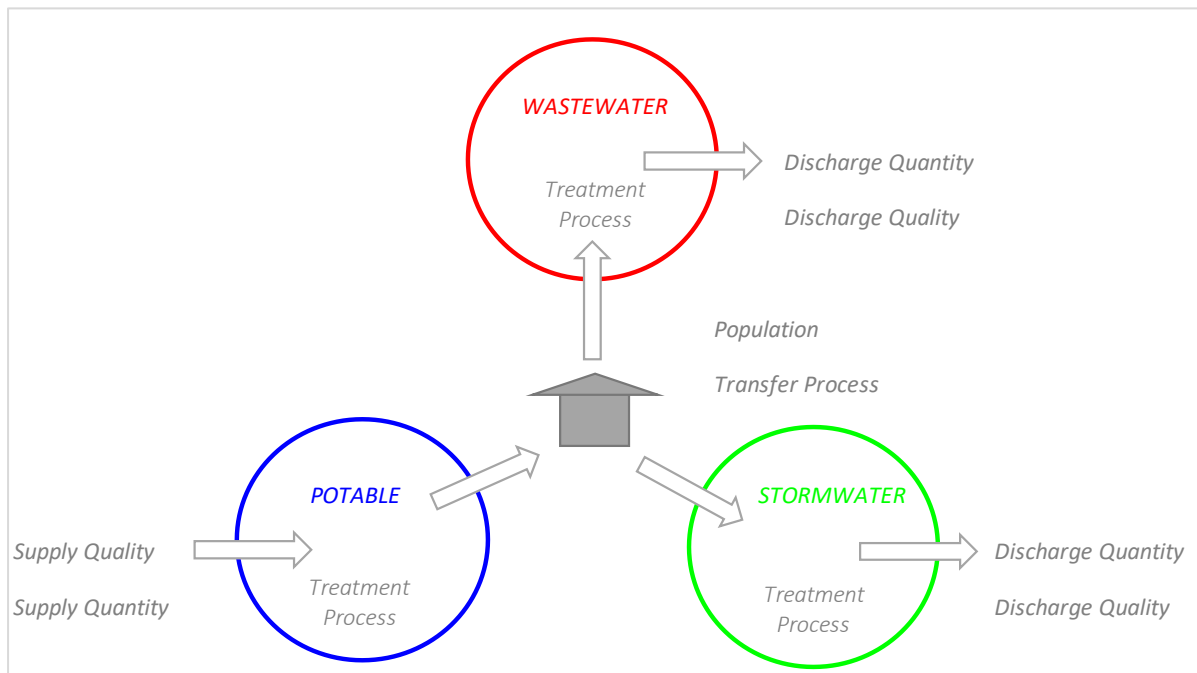 WASTEWATER
Treatment
Process
Discharge Quantity
Discharge Quality
Population
Transfer Process
POTABLE
Supply Quality
Supply Quantity
Treatment
Process
STORMWATER
Treatment
Process
Discharge Quantity
Discharge Quality